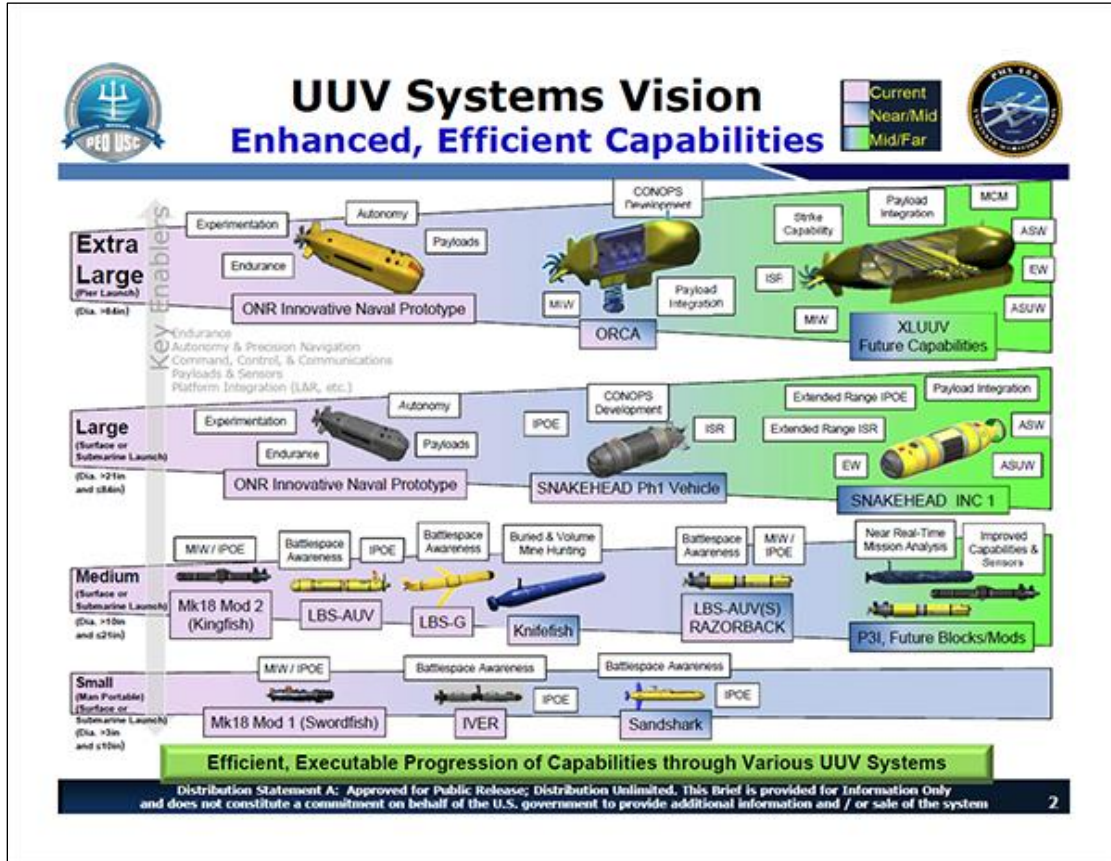 UUV Systems Vision
Enhanced, Efficient Capabilities
PEO USC
Current
Near/Mid
Mid/Far
PMS 406
Key Enablers
Endurance
Autonomy & Precision Navigation
Command, Control, & Communications
Payloads & Sensors
Platform Integration (L&R, etc.)
Extra
Large
(Pier Launch)
(Dia. >84in)
Experimentation
Autonomy
Payloads
Endurance
ONR Innovative Naval Prototype
CONOPS
Development
MIW
Payload
Integration
ORCA
Strike
Capability
Payload
Integration
MCM
ASW
ISR
EW
MIW
ASUW
XLUUV
Future Capabilities
Large
(Surface or
Submarine Launch)
(Dia. >21in
and ≤84in)
Experimentation
Autonomy
Payloads
Endurance
ONR Innovative Naval Prototype
IPOE
CONOPS
Development
ISR
SNAKEHEAD Ph1 Vehicle
Extended Range IPOE
Payload Integration
Extended Range ISR
ASW
EW
ASUW
SNAKEHEAD INC 1
Medium
(Surface or
Submarine Launch)
(Dia. >10in
and ≤21in)
MIW / IPOE
Mk18 Mod 2
(Kingfish)
Battlespace
Awareness
IPOE
LBS-AUV
Battlespace
Awareness
LBS-G
Buried & Volume
Mine Hunting
Knifefish
Battlespace
Awareness
MIW /
IPOE
LBS-AUV(S)
RAZORBACK
Near Real-Time
Mission Analysis
Improved
Capabilities &
Sensors
P3I, Future Blocks/Mods
Small
(Man Portable)
(Surface or
Submarine Launch)
(Dia. >3in
and ≤10in)
MIW / IPOE
Mk18 Mod 1 (Swordfish)
Battlespace Awareness
IPOE
IVER
Battlespace Awareness
IPOE
Sandshark
Efficient, Executable Progression of Capabilities through Various UUV Systems
Distribution Statement A: Approved for Public Release; Distribution Unlimited. This Brief is provided for Information Only
and does not constitute a commitment on behalf of the U.S. government to provide additional information and / or sale of the system
2